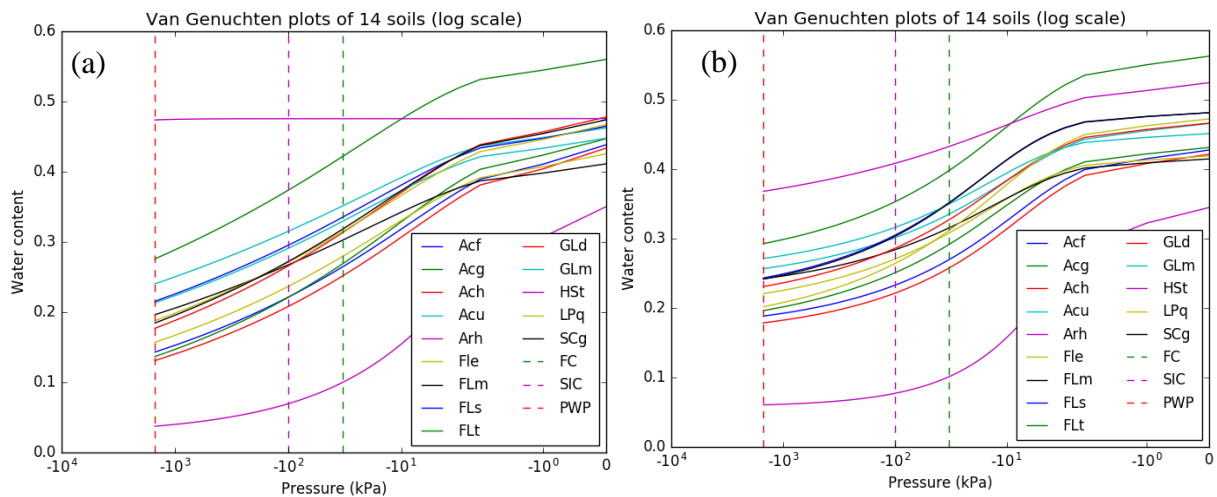 Van Genuchten plots of 14 soils (log scale)
(a)
Water content
0.6
0.5
0.4
0.3
0.2
0.1
0.0
-10^4 -10^3 -10^2 -10^1 -10^0 0
Pressure (kPa)
Acf
Acg
Ach
Acu
Arh
Fle
FLm
FLs
FLt
GLd
GLm
HSt
LPq
SCg
FC
SIC
PWP
Van Genuchten plots of 14 soils (log scale)
(b)
Water content
0.6
0.5
0.4
0.3
0.2
0.1
0.0
-10^4 -10^3 -10^2 -10^1 -10^0 0
Pressure (kPa)
Acf
Acg
Ach
Acu
Arh
Fle
FLm
FLs
FLt
GLd
GLm
HSt
LPq
SCg
FC
SIC
PWP